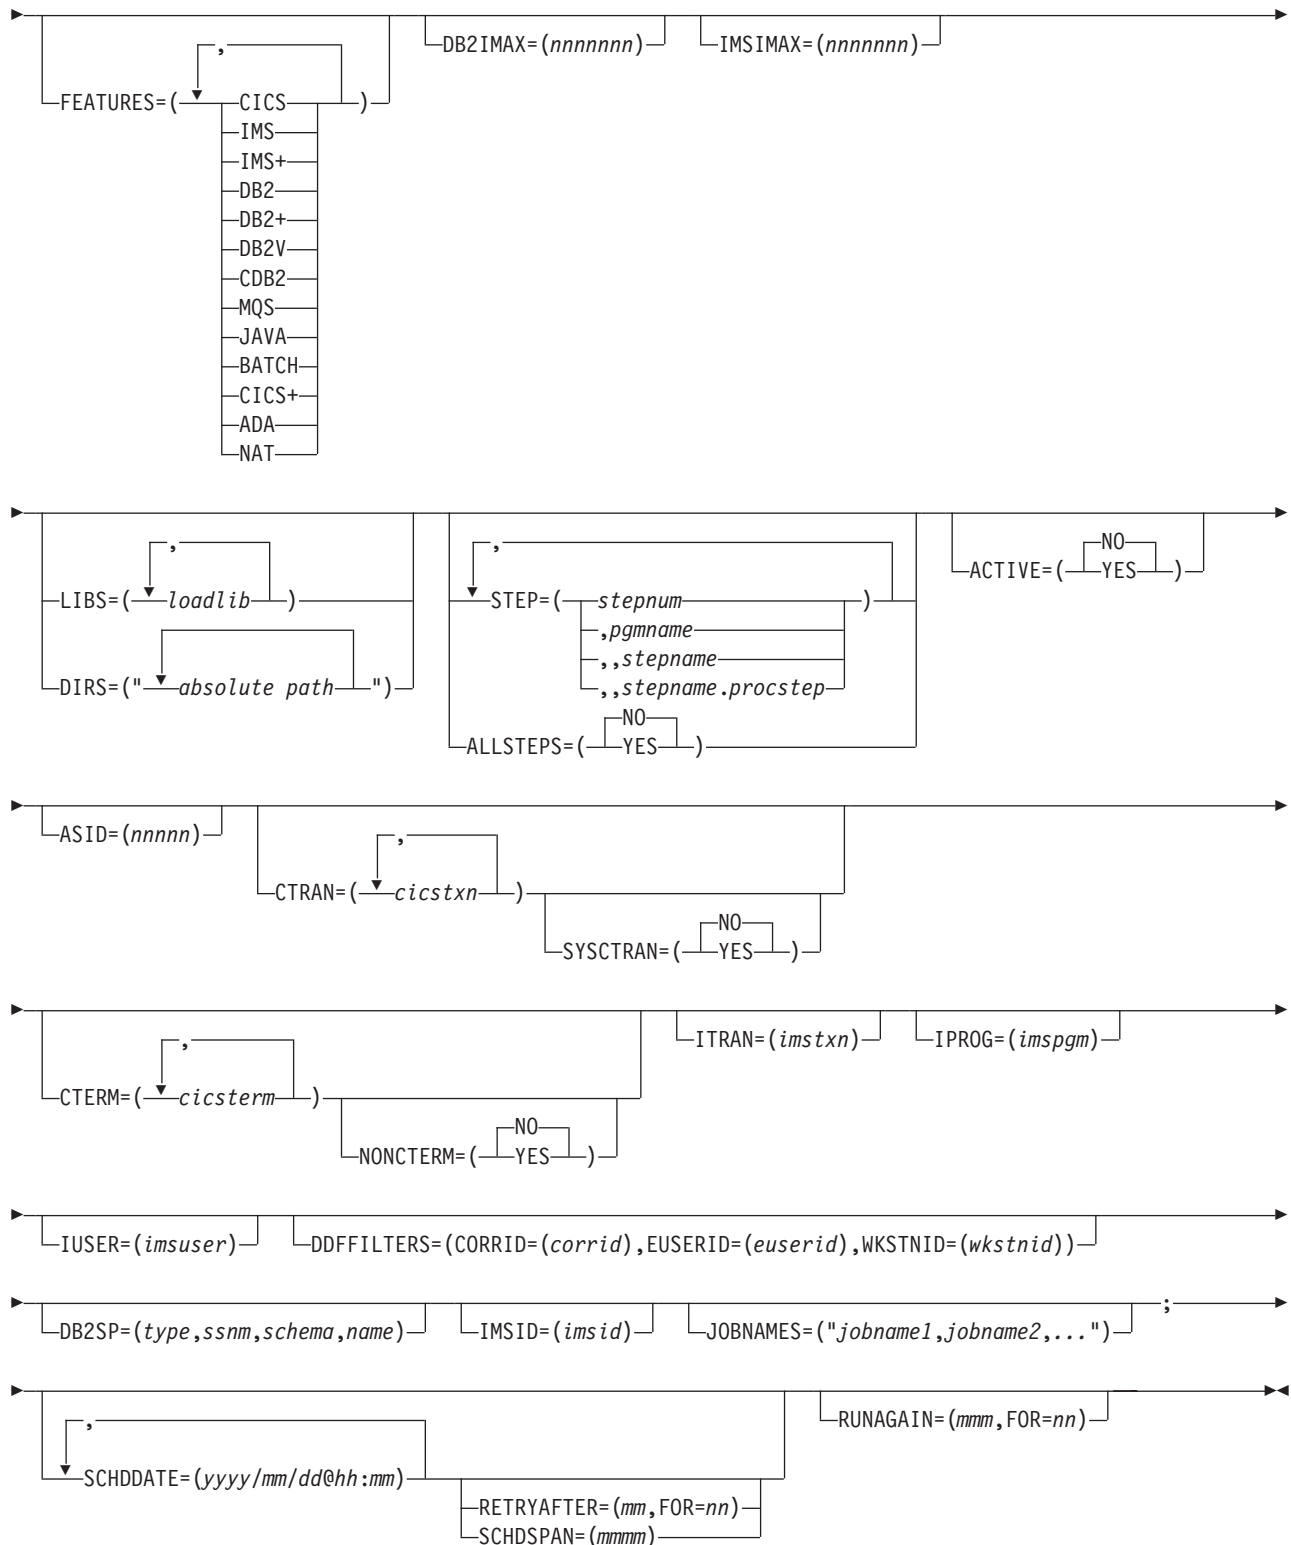 DB2IMAX=(nnnnnnn) IMSIMAX=(nnnnnnn)
,
FEATURES=( CICS )
IMS
IMS+
DB2
DB2+
DB2V
CDB2
MQS
JAVA
BATCH
CICS+
ADA
NAT
, , NO
LIBS=( loadlib ) STEP=( stepnum ) ACTIVE=( YES )
,pgmname
,,stepname
DIRS=(" absolute path ") ,,stepname.procstep
NO
ALLSTEPS=( YES )
ASID=(nnnnn) ,
CTRAN=( cicstxn ) NO
SYSCTRAN=( YES )
, ITRAN=(imstxn) IPROG=(imspgm)
CTERM=( cicsterm ) NO
NONCTERM=( YES )
IUSER=(imsuser) DDFFILTERS=(CORRID=(corrid),EUSERID=(euserid),WKSTNID=(wkstnid))
;
DB2SP=(type,ssnm,schema,name) IMSID=(imsid) JOBNAMES=("jobname1,jobname2,...")
, RUNAGAIN=(mmm,FOR=nn)
SCHDDATE=(yyyy/mm/dd@hh:mm)
RETRYAFTER=(mm,FOR=nn)
SCHDSPAN=(mmmm)